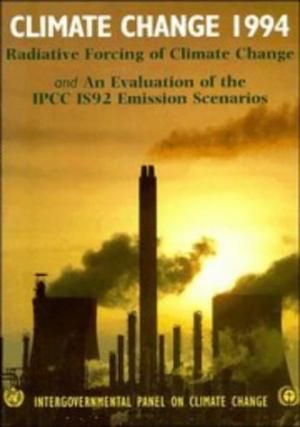 CLIMATE CHANGE 1994
Radiative Forcing of Climate Change
and An Evaluation of the
IPCC IS92 Emission Scenarios
INTERGOVERNMENTAL PANEL ON CLIMATE CHANGE